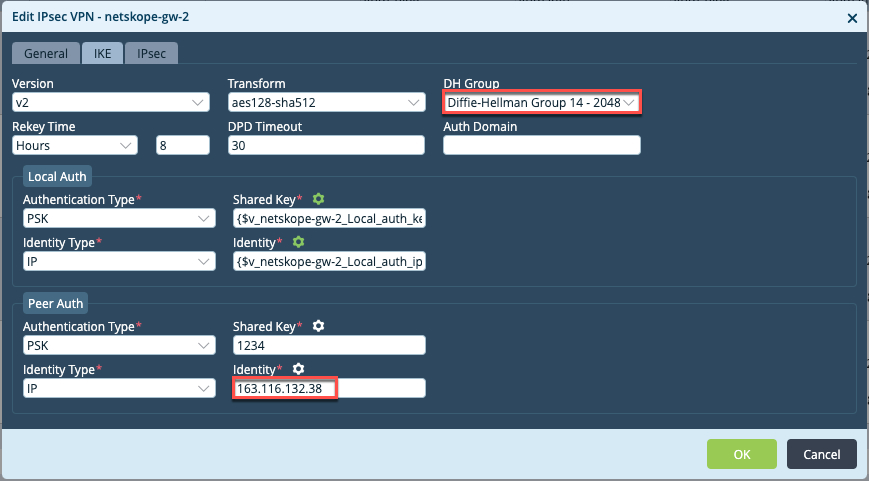 Edit IPsec VPN - netskope-gw-2
General IKE IPsec
Version Transform DH Group
v2 aes128-sha512 Diffie-Hellman Group 14 - 2048
Rekey Time DPD Timeout Auth Domain
Hours 8 30
Local Auth
Authentication Type* Shared Key*
PSK {$v_netskope-gw-2_Local_auth_ke
Identity Type* Identity*
IP {$v_netskope-gw-2_Local_auth_ip
Peer Auth
Authentication Type* Shared Key*
PSK 1234
Identity Type* Identity*
IP 163.116.132.38
OK Cancel